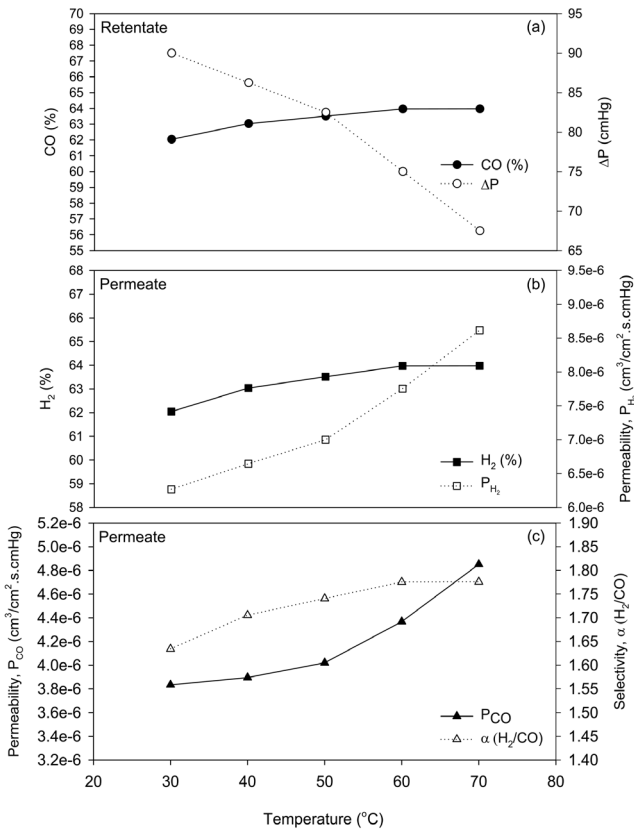 Retentate
(a)
70
69
68
67
66
65
64
63
62
61
60
59
58
57
56
55
CO (%)
95
90
85
80
75
70
65
ΔP (cmHg)
CO (%)
ΔP
Permeate
(b)
68
67
66
65
64
63
62
61
60
59
58
H2 (%)
9.5e-6
9.0e-6
8.5e-6
8.0e-6
7.5e-6
7.0e-6
6.5e-6
6.0e-6
Permeability, PH2 (cm3/cm2.s.cmHg)
H2 (%)
PH2
Permeate
(c)
5.2e-6
5.0e-6
4.8e-6
4.6e-6
4.4e-6
4.2e-6
4.0e-6
3.8e-6
3.6e-6
3.4e-6
3.2e-6
Permeability, PCO (cm3/cm2.s.cmHg)
1.90
1.85
1.80
1.75
1.70
1.65
1.60
1.55
1.50
1.45
1.40
Selectivity, α (H2/CO)
PCO
α (H2/CO)
20
30
40
50
60
70
80
Temperature (oC)